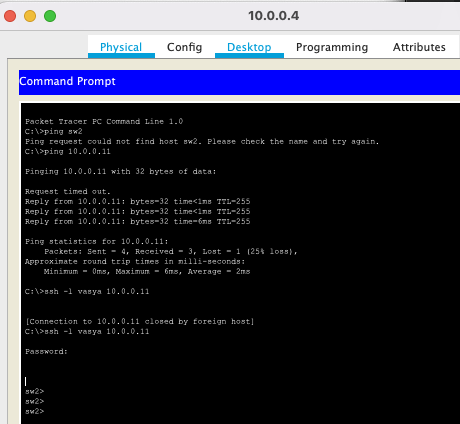 10.0.0.4
Physical Config Desktop Programming Attributes
Command Prompt
Packet Tracer PC Command Line 1.0
C:\>ping sw2
Ping request could not find host sw2. Please check the name and try again.
C:\>ping 10.0.0.11
Pinging 10.0.0.11 with 32 bytes of data:
Request timed out.
Reply from 10.0.0.11: bytes=32 time<1ms TTL=255
Reply from 10.0.0.11: bytes=32 time<1ms TTL=255
Reply from 10.0.0.11: bytes=32 time=6ms TTL=255
Ping statistics for 10.0.0.11:
Packets: Sent = 4, Received = 3, Lost = 1 (25% loss),
Approximate round trip times in milli-seconds:
Minimum = 0ms, Maximum = 6ms, Average = 2ms
C:\>ssh -l vasya 10.0.0.11
[Connection to 10.0.0.11 closed by foreign host]
C:\>ssh -l vasya 10.0.0.11
Password:
sw2>
sw2>
sw2>